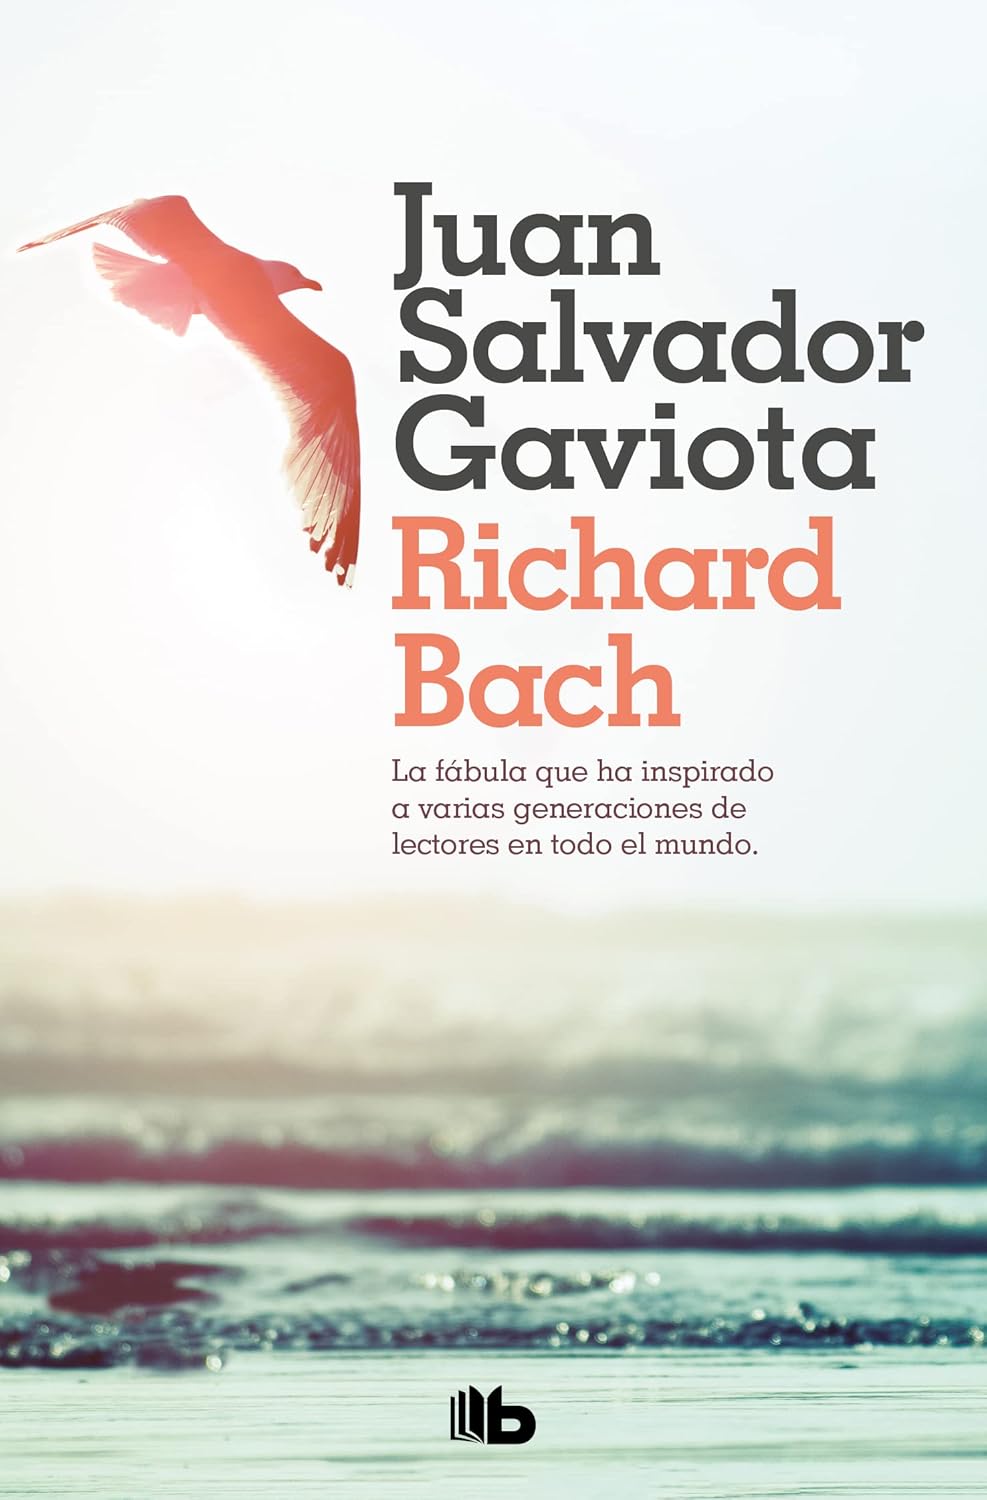 Juan
Salvador
Gaviota
Richard
Bach
La fábula que ha inspirado
a varias generaciones de
lectores en todo el mundo.
b